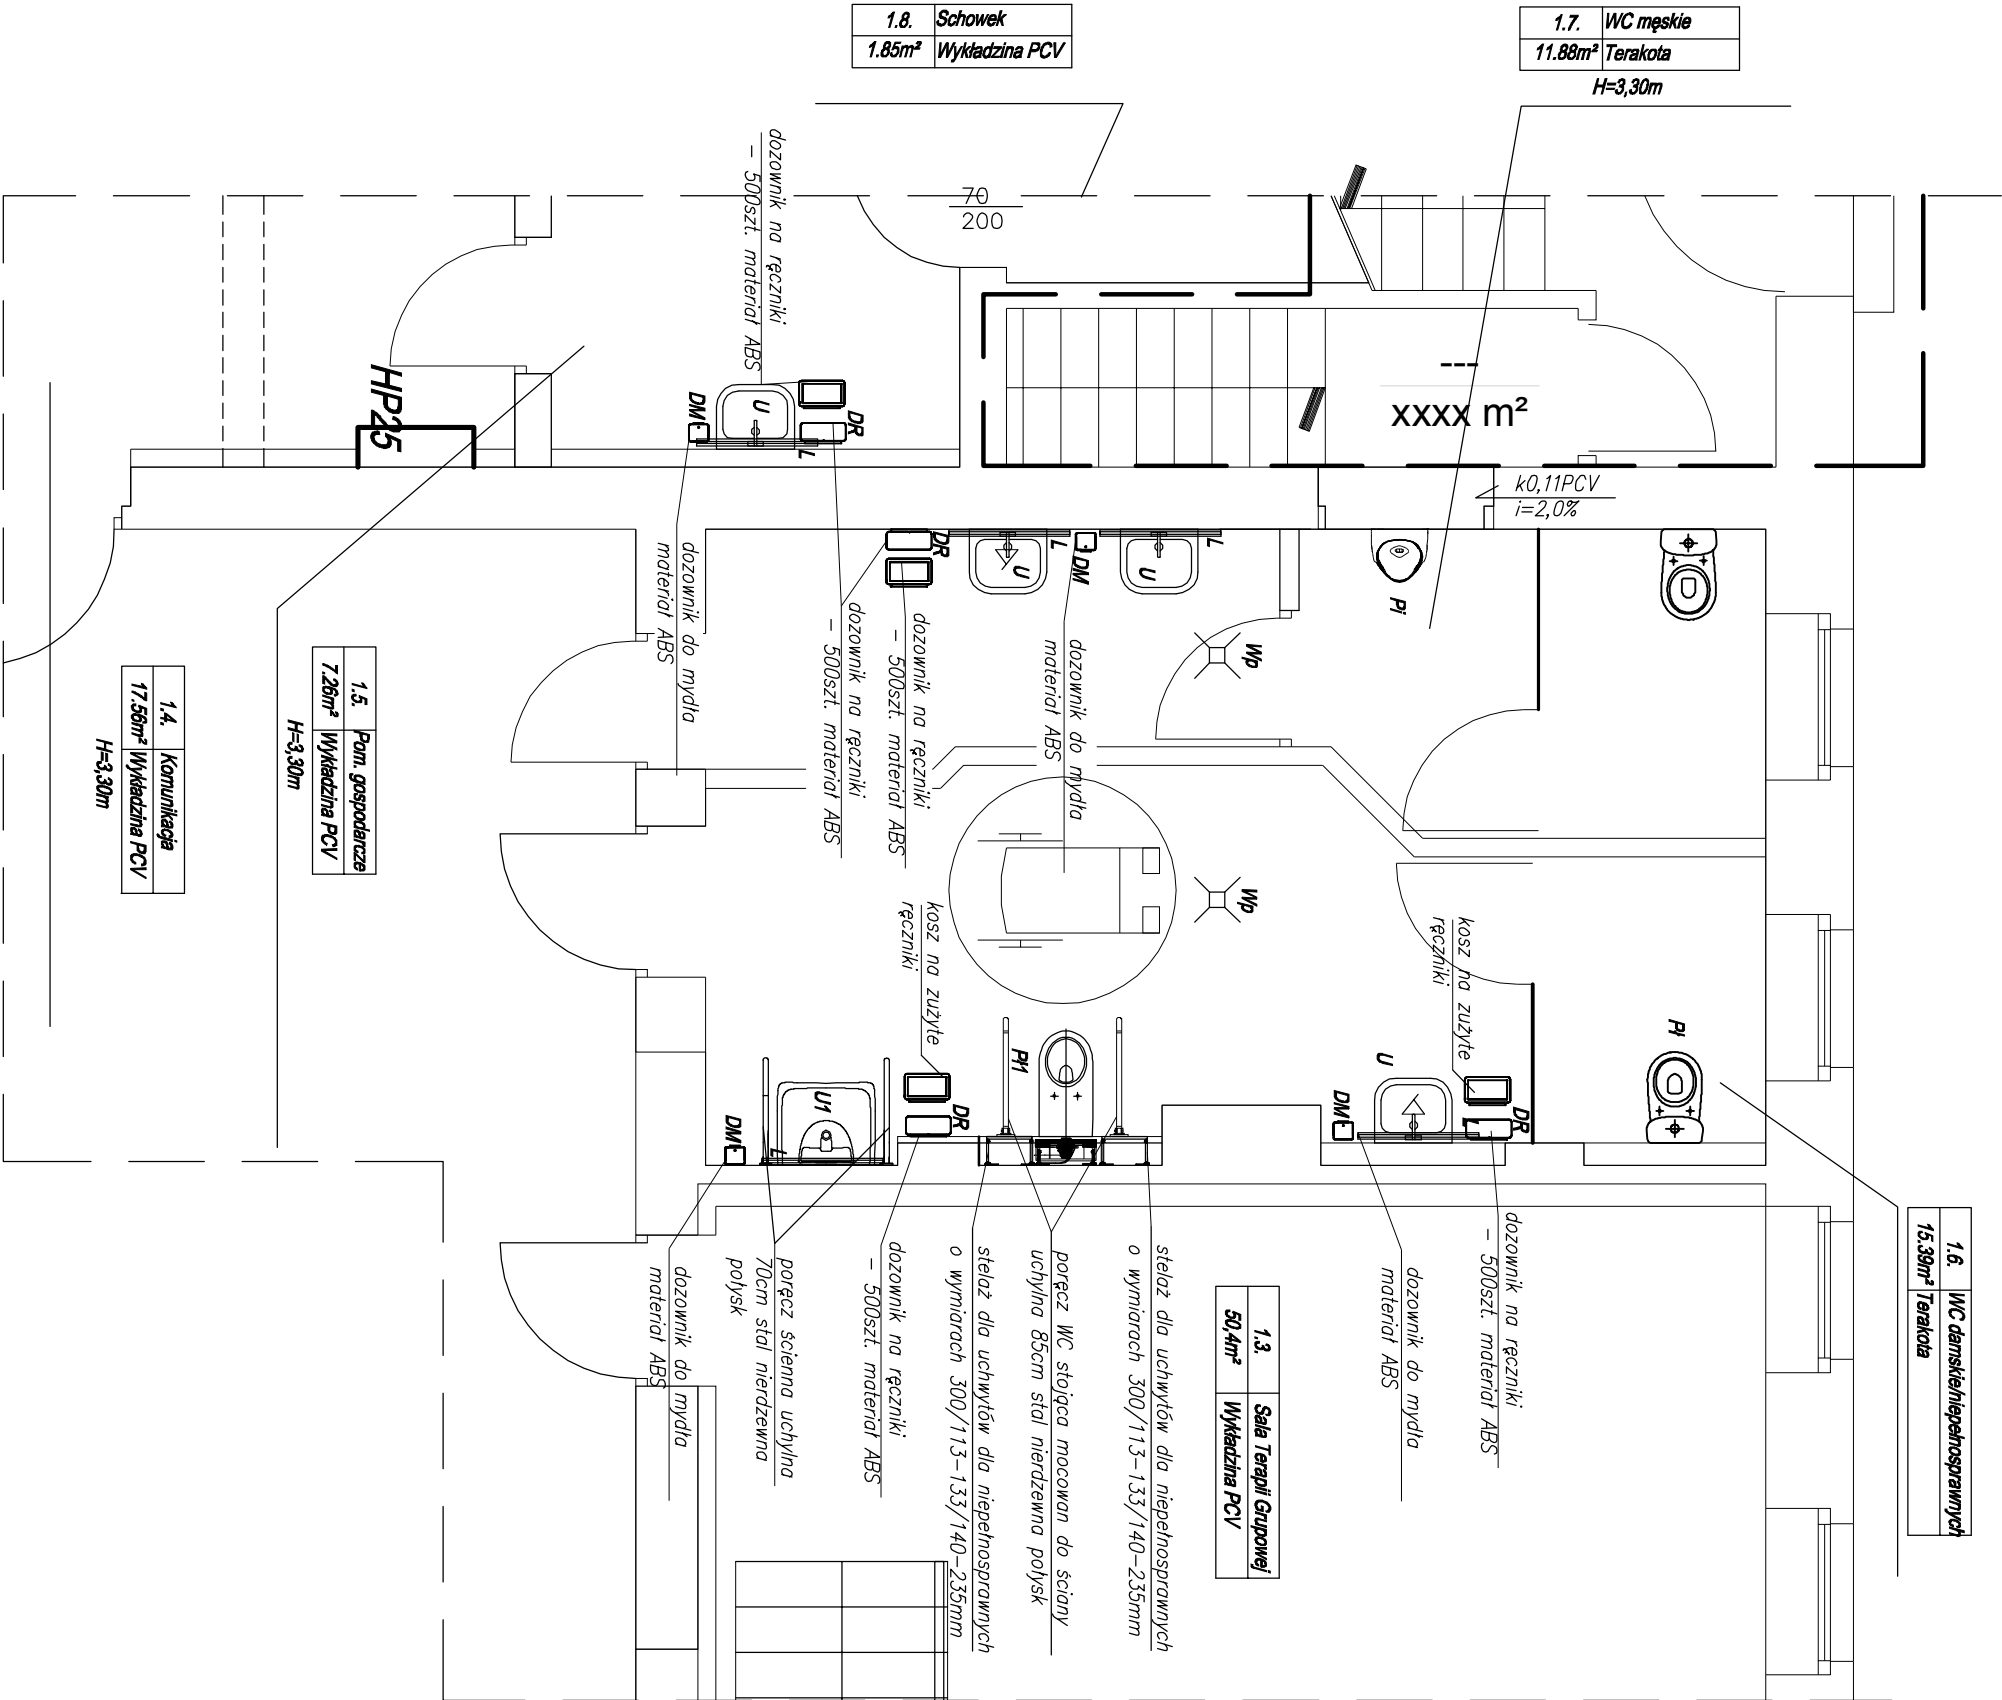 1.8. Schowek
1.85m² Wykładzina PCV
1.7. WC męskie
11.88m² Terakota
H=3,30m
70
200
dozownik na ręczniki
- 500szt. materiał ABS
HP25
DM
U
DR
L
---
xxxx m²
k0,11PCV
i=2,0%
DR
U
L
DM
U
L
Pi
Wp
dozownik do mydła
materiał ABS
dozownik na ręczniki
- 500szt. materiał ABS
dozownik na ręczniki
- 500szt. materiał ABS
dozownik do mydła
materiał ABS
1.5. Pom. gospodarcze
7.26m² Wykładzina PCV
H=3,30m
1.4. Komunikacja
17.56m² Wykładzina PCV
H=3,30m
Wp
kosz na zużyte
ręczniki
kosz na zużyte
ręczniki
Pł
Pł1
U
DM
L
DR
U1
DM
L
DR
1.6. WC damskie/niepełnosprawnych
15.39m² Terakota
dozownik na ręczniki
- 500szt. materiał ABS
dozownik do mydła
materiał ABS
1.3 Sala Terapii Grupowej
50,4m² Wykładzina PCV
stelaż dla uchwytów dla niepełnosprawnych
o wymiarach 300/113-133/140-235mm
poręcz WC stojąca mocowan do ściany
uchylna 85cm stal nierdzewna połysk
stelaż dla uchwytów dla niepełnosprawnych
o wymiarach 300/113-133/140-235mm
dozownik na ręczniki
- 500szt. materiał ABS
poręcz ścienna uchylna
70cm stal nierdzewna
połysk
dozownik do mydła
materiał ABS